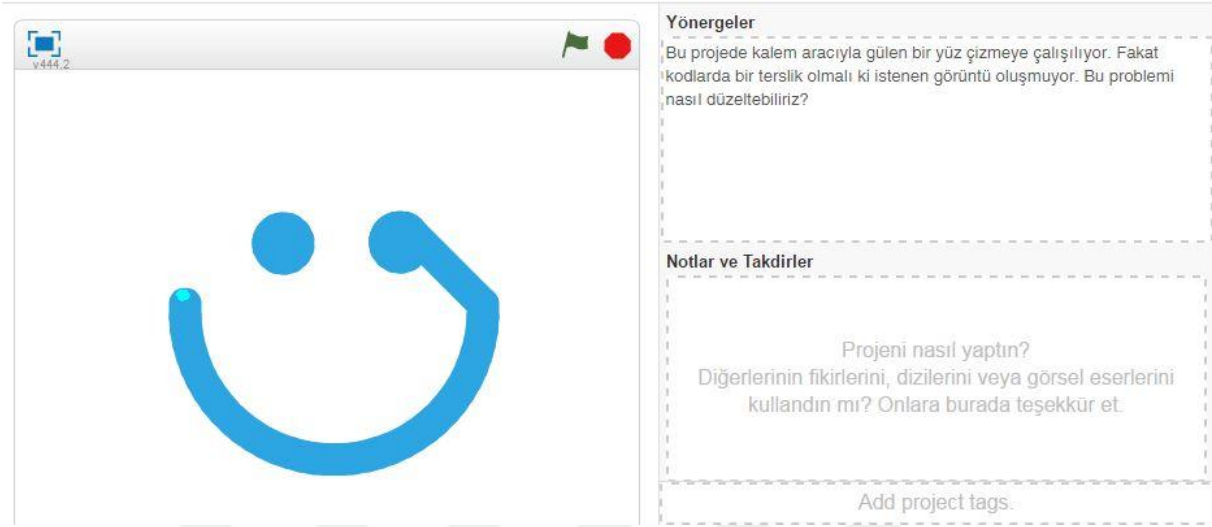 v444.2
Yönergeler
Bu projede kalem aracıyla gülen bir yüz çizmeye çalışılıyor. Fakat
kodlarda bir terslik olmalı ki istenen görüntü oluşmuyor. Bu problemi
nasıl düzeltebiliriz?
Notlar ve Takdirler
Projeni nasıl yaptın?
Diğerlerinin fikirlerini, dizilerini veya görsel eserlerini
kullandın mı? Onlara burada teşekkür et.
Add project tags.